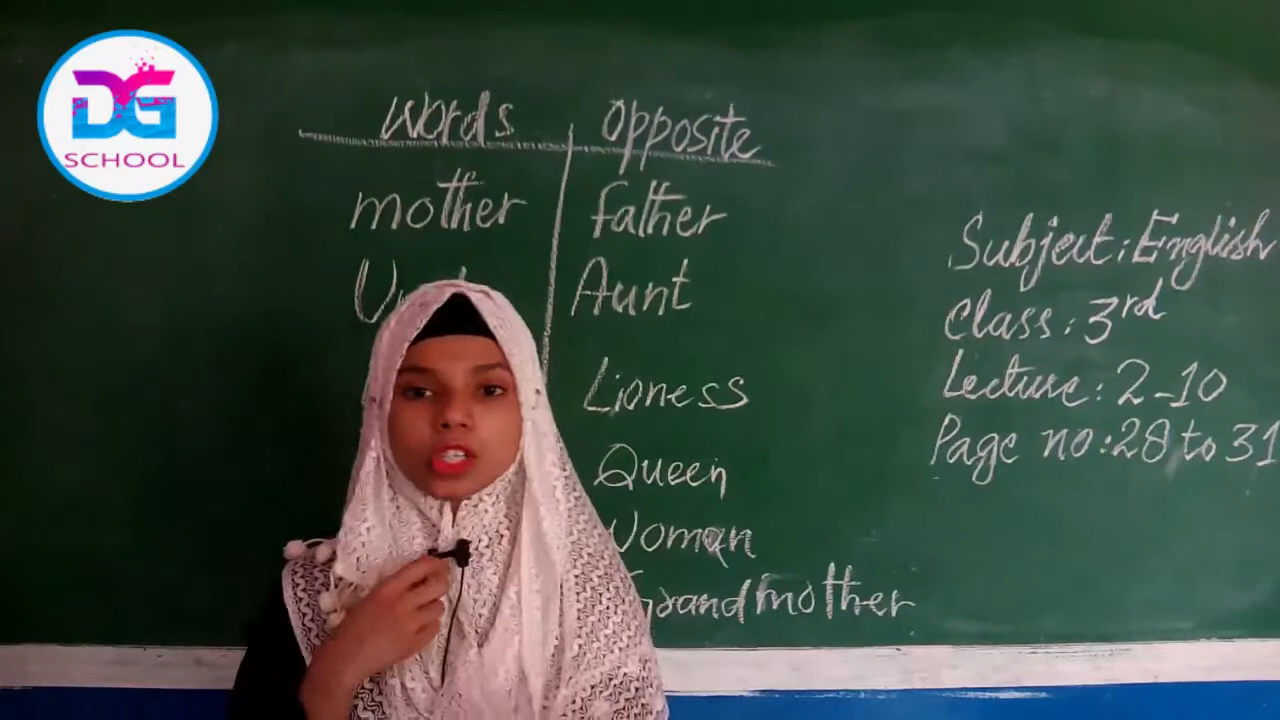 DG
SCHOOL
Words opposite
mother Father
Aunt
Lioness
Queen
Woman
Grandmother
Subject: English
Class: 3rd
Lecture: 2-10
Page no: 28 to 31